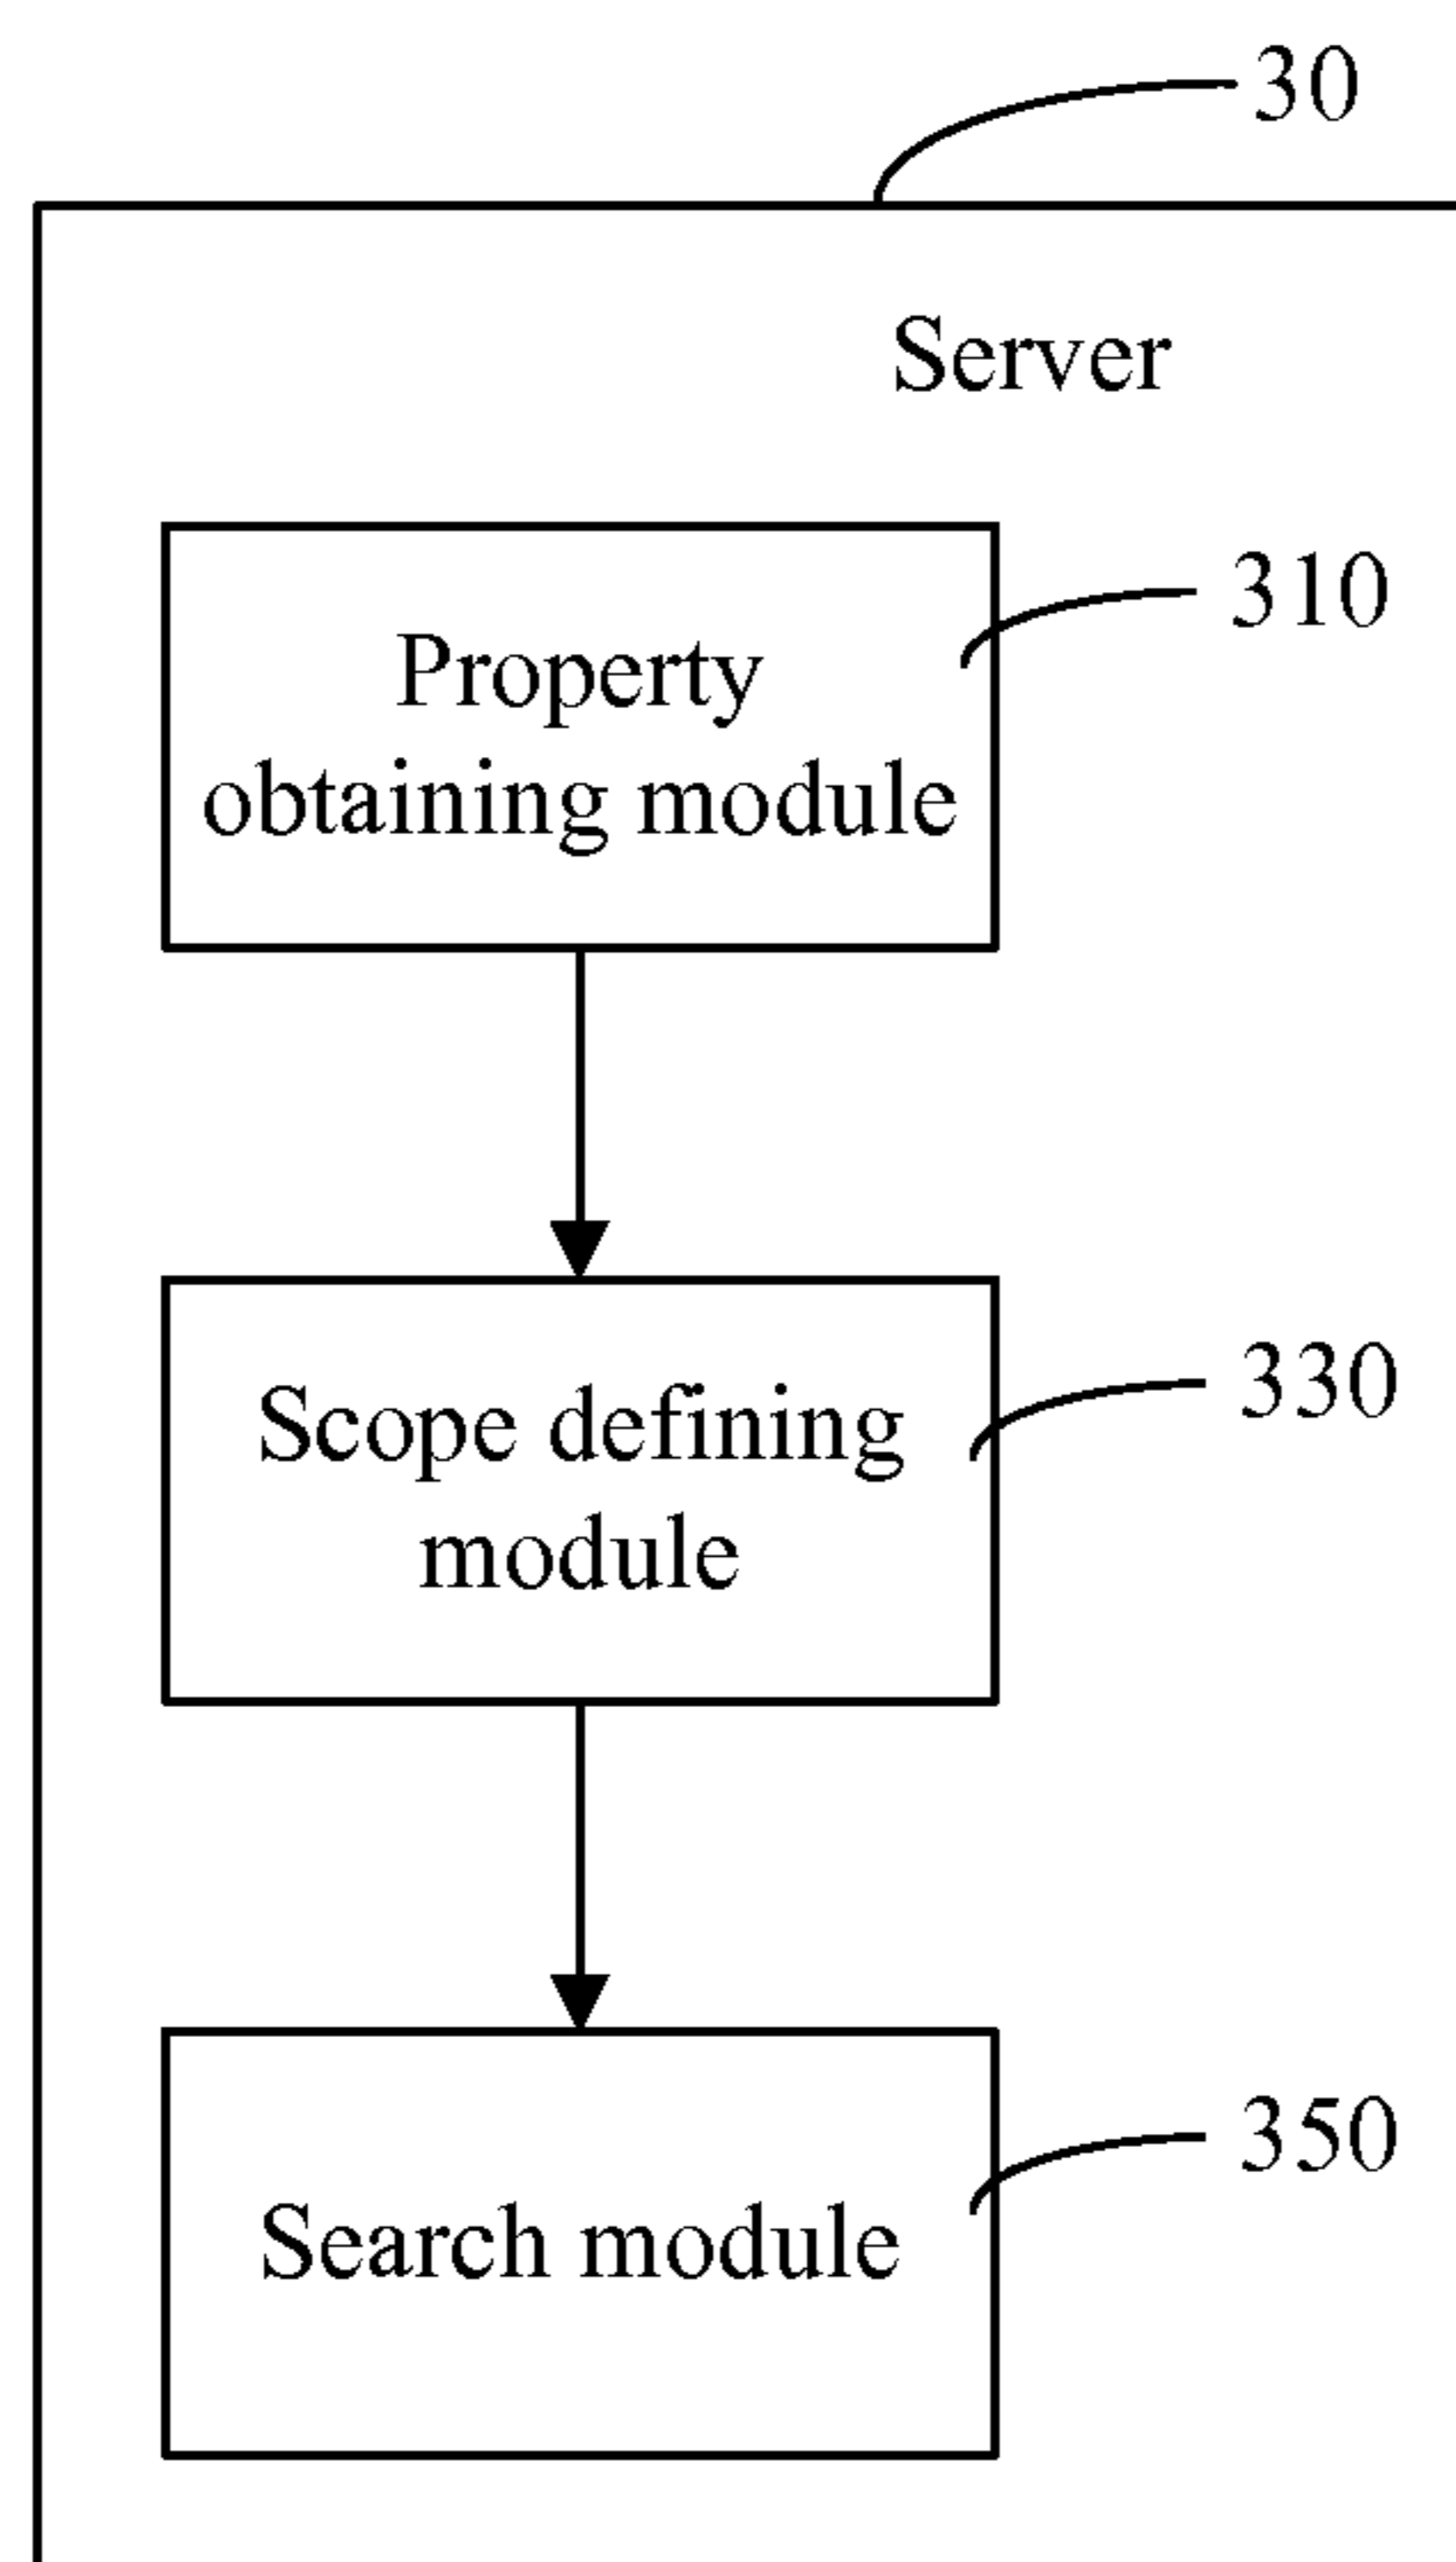 30
Server
310
Property
obtaining module
330
Scope defining
module
350
Search module